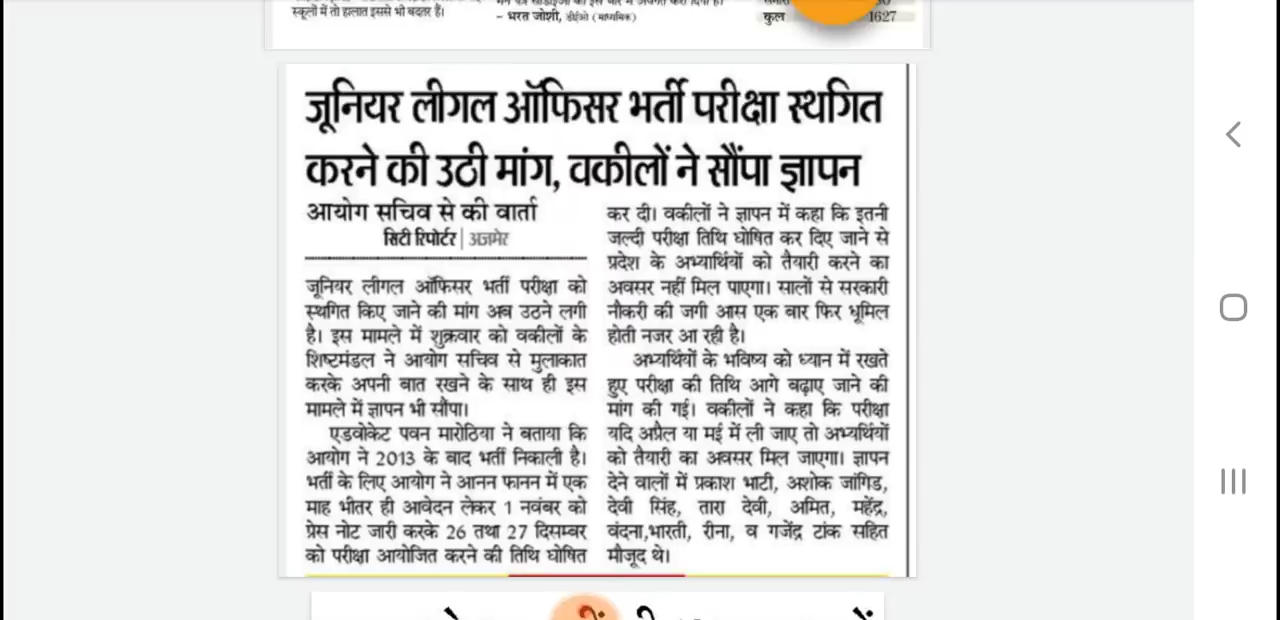 स्कूलों में तो हालात इससे भी बदतर हैं।
– भरत जोशी, डीईओ (माध्यमिक)
कुल 1627
जूनियर लीगल ऑफिसर भर्ती परीक्षा स्थगित
करने की उठी मांग, वकीलों ने सौंपा ज्ञापन
आयोग सचिव से की वार्ता
सिटी रिपोर्टर | अजमेर
जूनियर लीगल ऑफिसर भर्ती परीक्षा को
स्थगित किए जाने की मांग अब उठने लगी
है। इस मामले में शुक्रवार को वकीलों के
शिष्टमंडल ने आयोग सचिव से मुलाकात
करके अपनी बात रखने के साथ ही इस
मामले में ज्ञापन भी सौंपा।
एडवोकेट पवन मारोठिया ने बताया कि
आयोग ने 2013 के बाद भर्ती निकाली है।
भर्ती के लिए आयोग ने आनन फानन में एक
माह भीतर ही आवेदन लेकर 1 नवंबर को
प्रेस नोट जारी करके 26 तथा 27 दिसम्बर
को परीक्षा आयोजित करने की तिथि घोषित
कर दी। वकीलों ने ज्ञापन में कहा कि इतनी
जल्दी परीक्षा तिथि घोषित कर दिए जाने से
प्रदेश के अभ्यार्थियों को तैयारी करने का
अवसर नहीं मिल पाएगा। सालों से सरकारी
नौकरी की जगी आस एक बार फिर धूमिल
होती नजर आ रही है।
अभ्यर्थियों के भविष्य को ध्यान में रखते
हुए परीक्षा की तिथि आगे बढ़ाए जाने की
मांग की गई। वकीलों ने कहा कि परीक्षा
यदि अप्रैल या मई में ली जाए तो अभ्यर्थियों
को तैयारी का अवसर मिल जाएगा। ज्ञापन
देने वालों में प्रकाश भाटी, अशोक जांगिड,
देवी सिंह, तारा देवी, अमित, महेंद्र,
वंदना,भारती, रीना, व गजेंद्र टांक सहित
मौजूद थे।